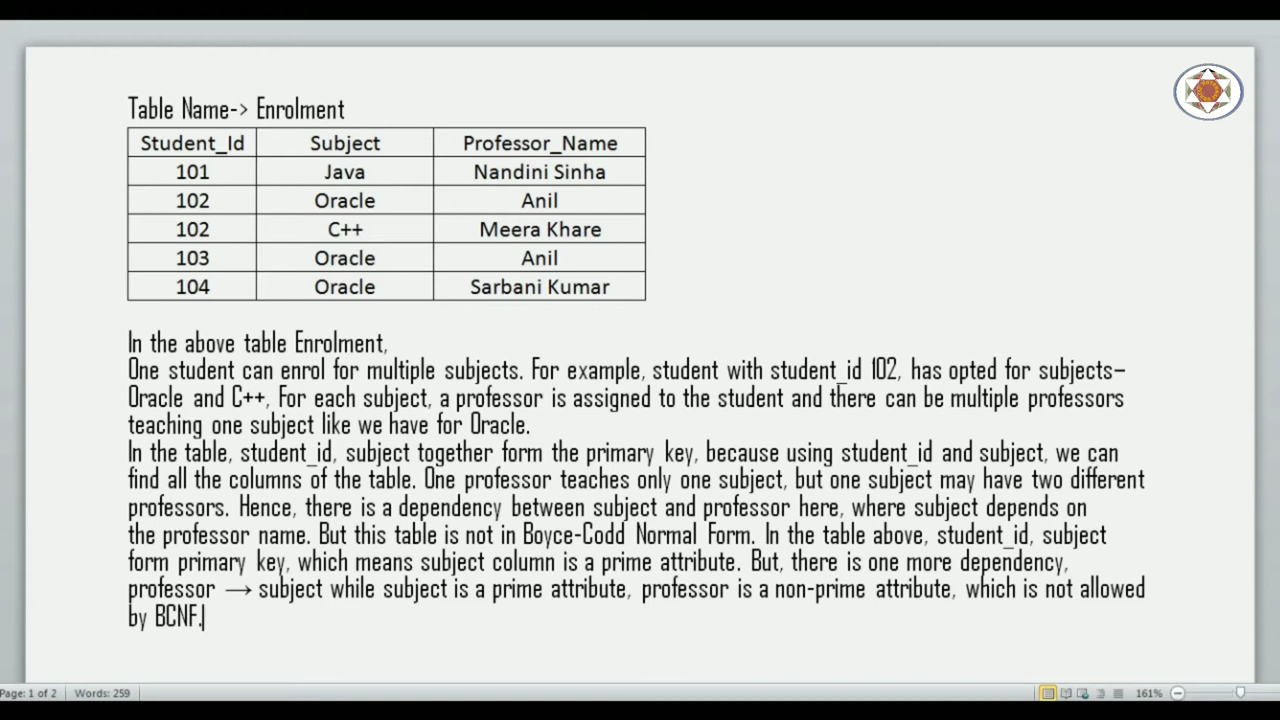 Table Name-> Enrolment
Student_Id Subject Professor_Name
101 Java Nandini Sinha
102 Oracle Anil
102 C++ Meera Khare
103 Oracle Anil
104 Oracle Sarbani Kumar
In the above table Enrolment,
One student can enrol for multiple subjects. For example, student with student_id 102, has opted for subjects–
Oracle and C++, For each subject, a professor is assigned to the student and there can be multiple professors
teaching one subject like we have for Oracle.
In the table, student_id, subject together form the primary key, because using student_id and subject, we can
find all the columns of the table. One professor teaches only one subject, but one subject may have two different
professors. Hence, there is a dependency between subject and professor here, where subject depends on
the professor name. But this table is not in Boyce-Codd Normal Form. In the table above, student_id, subject
form primary key, which means subject column is a prime attribute. But, there is one more dependency,
professor → subject while subject is a prime attribute, professor is a non-prime attribute, which is not allowed
by BCNF.
Page: 1 of 2 Words: 259 161%